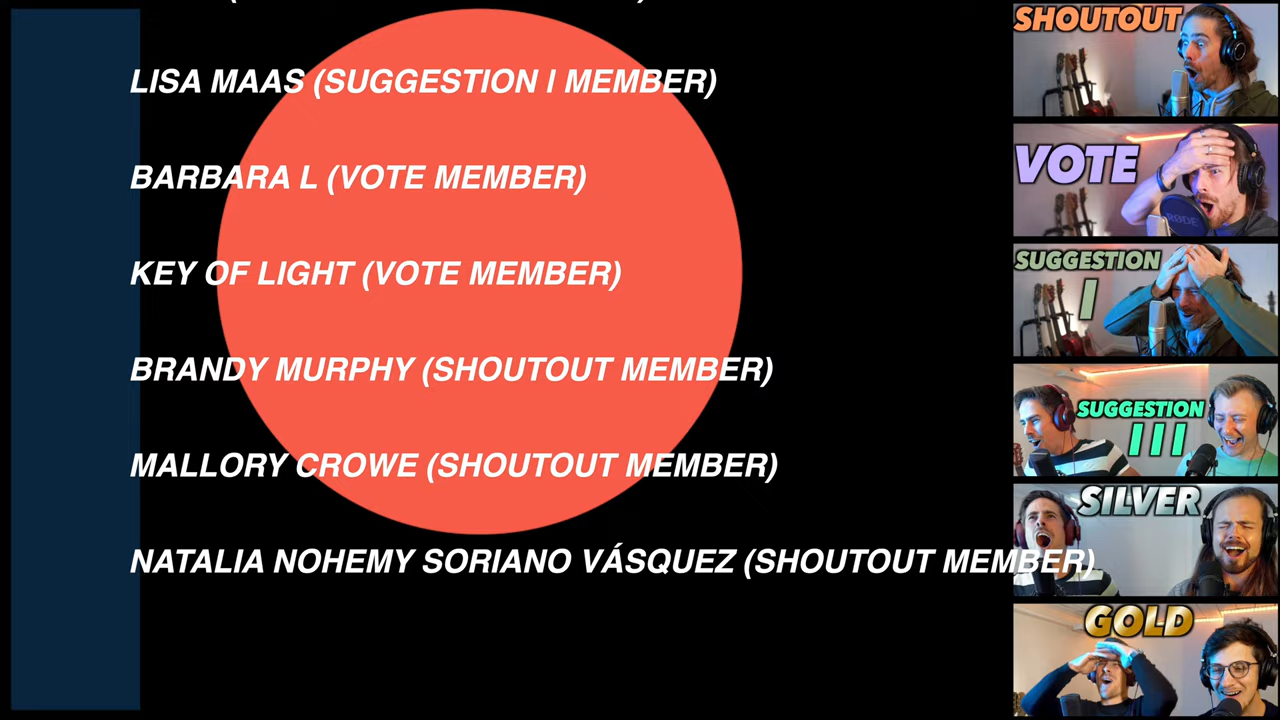 LISA MAAS (SUGGESTION I MEMBER)
BARBARA L (VOTE MEMBER)
KEY OF LIGHT (VOTE MEMBER)
BRANDY MURPHY (SHOUTOUT MEMBER)
MALLORY CROWE (SHOUTOUT MEMBER)
NATALIA NOHEMY SORIANO VÁSQUEZ (SHOUTOUT MEMBER)
SHOUTOUT
VOTE
RØDE
SUGGESTION
I
SUGGESTION
III
SILVER
GOLD